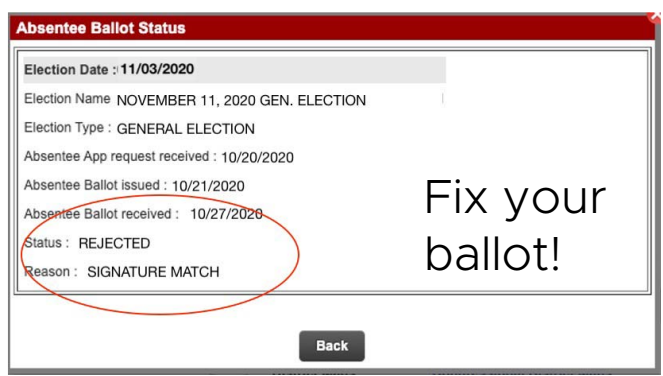 Absentee Ballot Status
Election Date : 11/03/2020
Election Name NOVEMBER 11, 2020 GEN. ELECTION
Election Type : GENERAL ELECTION
Absentee App request received : 10/20/2020
Absentee Ballot issued : 10/21/2020
Absentee Ballot received : 10/27/2020
Status : REJECTED
Reason : SIGNATURE MATCH
Fix your
ballot!
Back